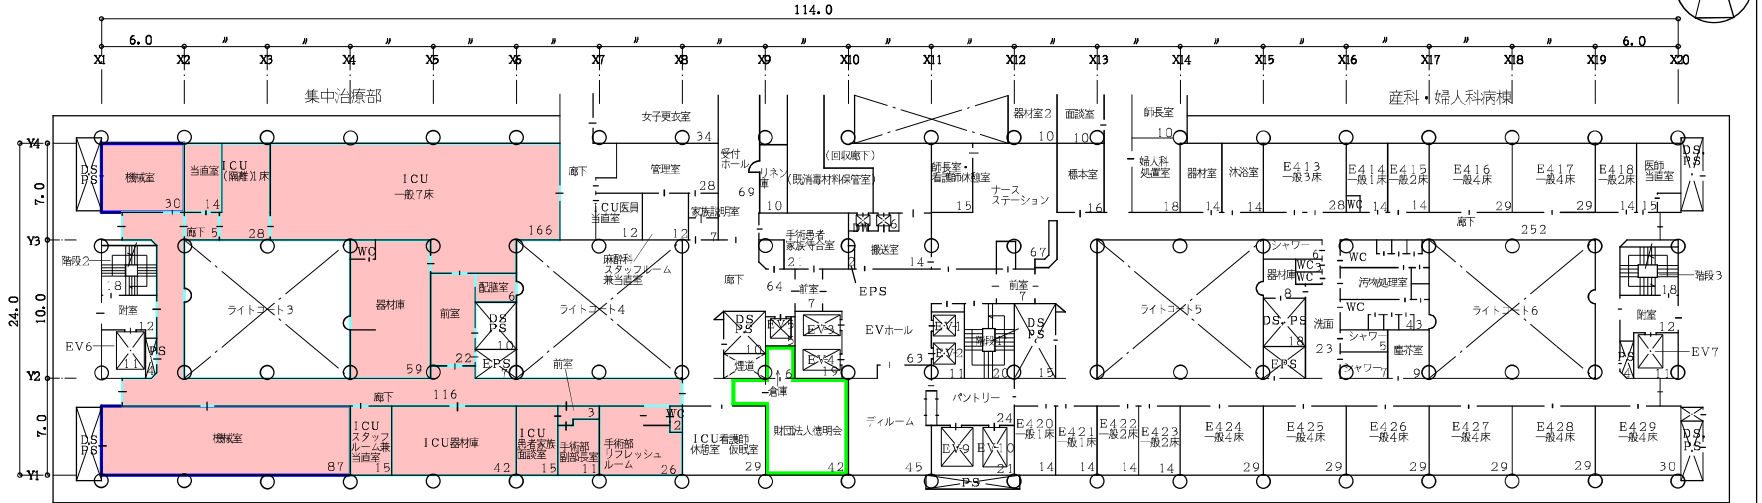 114.0
6.0 〃 〃 〃 〃 〃 〃 〃 〃 〃 〃 〃 〃 〃 〃 〃 〃 〃 6.0
X1 X2 X3 X4 X5 X6 X7 X8 X9 X10 X11 X12 X13 X14 X15 X16 X17 X18 X19 X20
集中治療部
産科・婦人科病棟
Y4
Y3
Y2
Y1
7.0
10.0
7.0
24.0
DS
PS
機械室
30
当直室
14
ICU
(隔離)1床
28
ICU
一般7床
166
廊下 5
廊下
女子更衣室
34
管理室
28
ICU医員
当直室
12
12
麻酔科
スタッフルーム
兼当直室
受付
ホール
69
家族説明室
7
リネン
庫
10
(回収廊下)
(既消毒材料保管室)
師長室・
看護師休憩室
15
ナース
ステーション
67
器材室2
10
面談室
10
標本室
16
師長室
10
婦人科
処置室
18
器材室
14
沐浴室
14
E413
一般3床
28
E414
一般1床
WC
14
E415
一般2床
14
E416
一般4床
29
E417
一般4床
29
E418
一般2床
14
医師
当直室
15
DS
PS
廊下
252
階段2
18
附室
12
EV6
11
PS
4
ライトコート3
WC
器材庫
59
前室
22
配膳室
6
DS
PS
10
EPS
7
ライトコート4
前室
廊下
64
手術患者
家族待合室
21
2
搬送室
14
6
前室
7
EPS
EVホール
63
DS
PS
10
煙道
6
倉庫
EV5
5
EV3
EV4
19
EV1
EV2
11
階段1
20
前室
7
DS
PS
15
ライトコート5
シャワー
6
器材庫
8
WC
3
WC
DS,PS
18
EPS
WC
汚物処理室
WC
43
洗面
23
シャワー
5
シャワー
7
塵芥室
9
ライトコート6
階段3
18
附室
12
EV7
PS
4
廊下
116
DS
PS
機械室
87
ICU
スタッフ
ルーム兼
当直室
15
ICU器材庫
42
ICU
患者家族
面談室
15
手術部
副部長室
11
3
手術部
リフレッシュ
ルーム
26
WC
2
ICU看護師
休憩室 仮眠室
29
財団法人徳明会
42
ディルーム
45
パントリー
24
EV9
EV10
21
PS
E420
一般1床
14
E421
一般1床
14
E422
一般2床
14
E423
一般2床
14
E424
一般4床
29
E425
一般4床
29
E426
一般4床
29
E427
一般4床
29
E428
一般4床
29
E429
一般4床
30
DS
PS